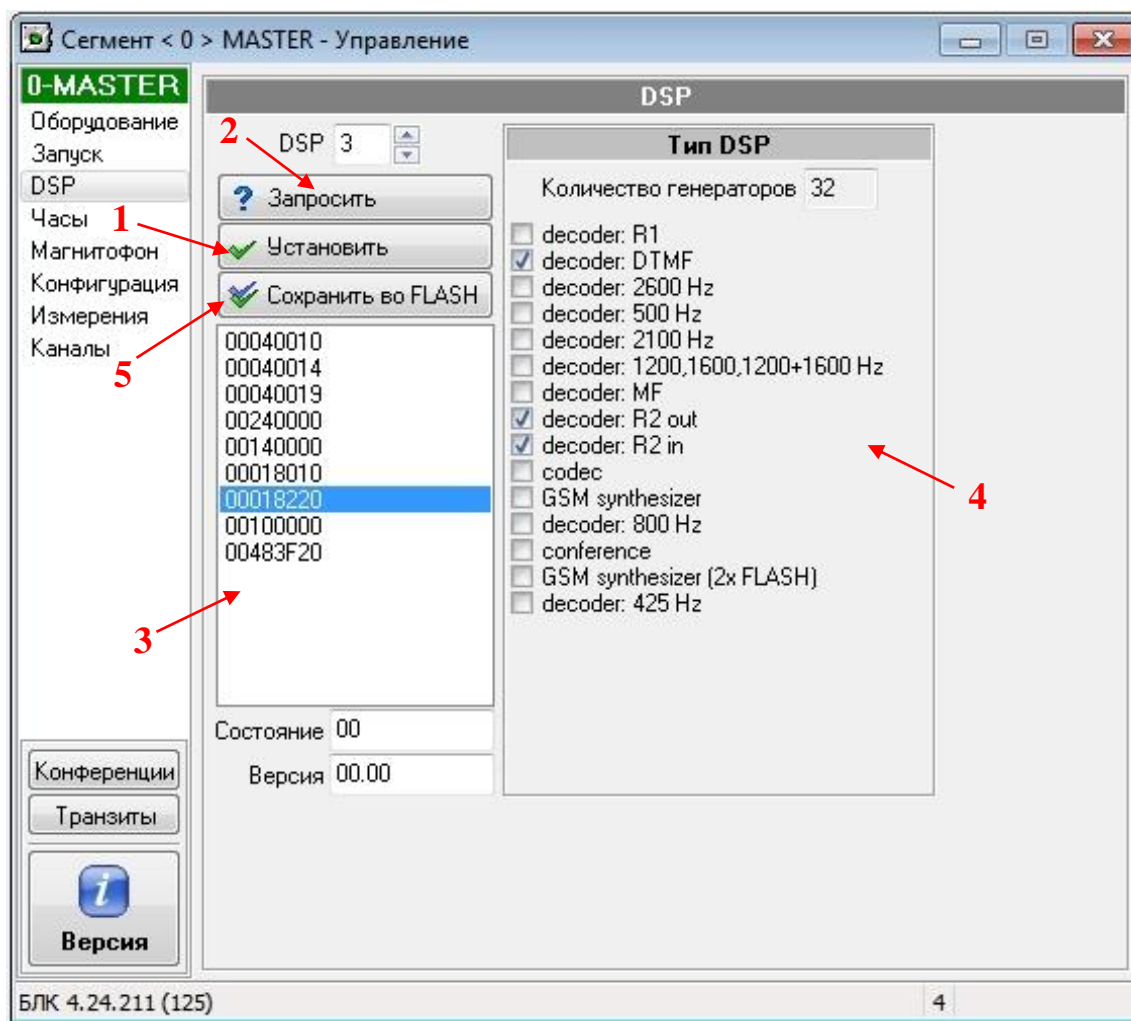 Сегмент < 0 > MASTER - Управление
0-MASTER
Оборудование
Запуск
DSP
Часы
Магнитофон
Конфигурация
Измерения
Каналы
Конференции
Транзиты
Версия
DSP
DSP 3
? Запросить
Установить
Сохранить во FLASH
00040010
00040014
00040019
00240000
00140000
00018010
00018220
00100000
00483F20
Состояние 00
Версия 00.00
Тип DSP
Количество генераторов 32
decoder: R1
decoder: DTMF
decoder: 2600 Hz
decoder: 500 Hz
decoder: 2100 Hz
decoder: 1200,1600,1200+1600 Hz
decoder: MF
decoder: R2 out
decoder: R2 in
codec
GSM synthesizer
decoder: 800 Hz
conference
GSM synthesizer (2x FLASH)
decoder: 425 Hz
1
2
3
4
5
БЛК 4.24.211 (125)
4